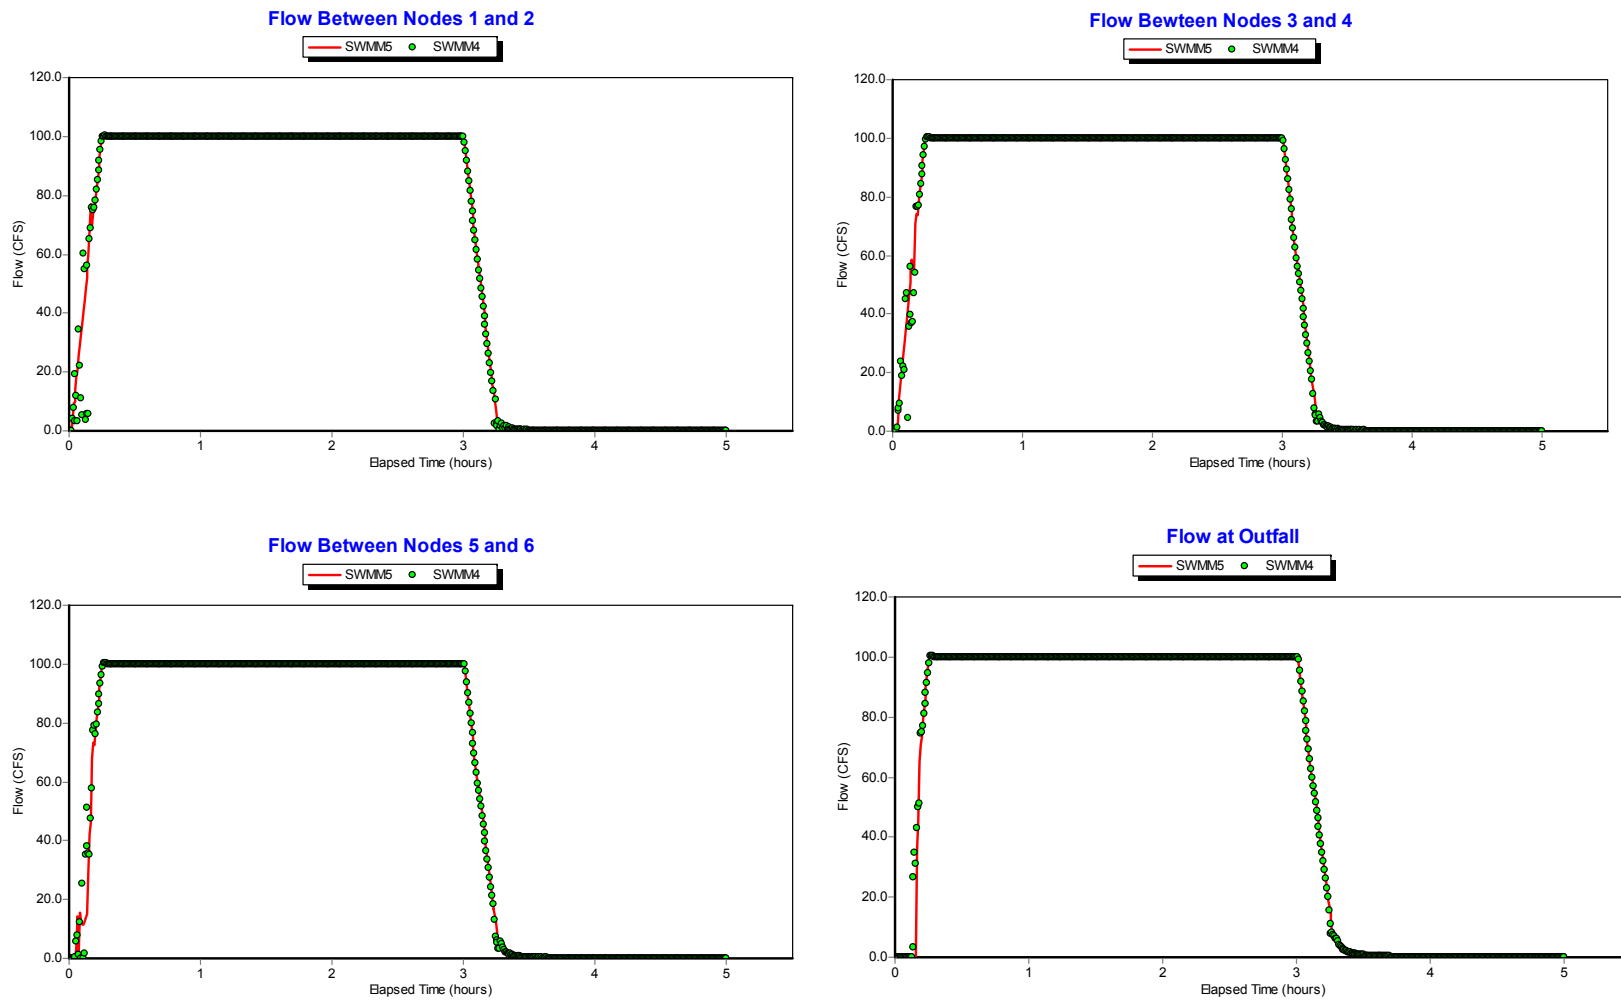 Flow Between Nodes 1 and 2
SWMM5 SWMM4
120.0
100.0
80.0
60.0
40.0
20.0
0.0
Flow (CFS)
0 1 2 3 4 5
Elapsed Time (hours)
Flow Bewteen Nodes 3 and 4
SWMM5 SWMM4
120.0
100.0
80.0
60.0
40.0
20.0
0.0
Flow (CFS)
0 1 2 3 4 5
Elapsed Time (hours)
Flow Between Nodes 5 and 6
SWMM5 SWMM4
120.0
100.0
80.0
60.0
40.0
20.0
0.0
Flow (CFS)
0 1 2 3 4 5
Elapsed Time (hours)
Flow at Outfall
SWMM5 SWMM4
120.0
100.0
80.0
60.0
40.0
20.0
0.0
Flow (CFS)
0 1 2 3 4 5
Elapsed Time (hours)